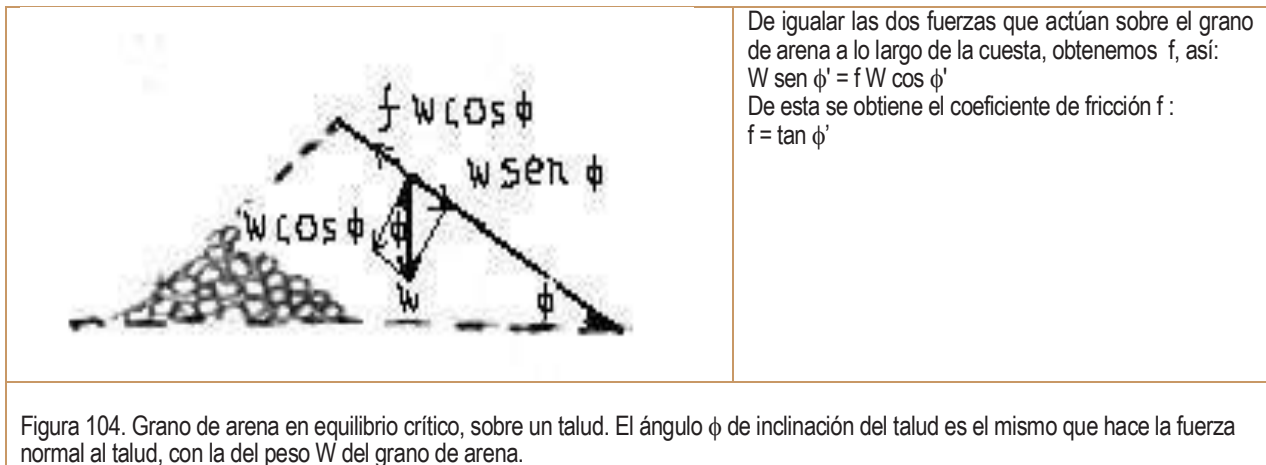 f W cos ϕ
W sen ϕ
W cos ϕ ϕ
W
ϕ
De igualar las dos fuerzas que actúan sobre el grano
de arena a lo largo de la cuesta, obtenemos f, así:
W sen ϕ' = f W cos ϕ'
De esta se obtiene el coeficiente de fricción f :
f = tan ϕ’
Figura 104. Grano de arena en equilibrio crítico, sobre un talud. El ángulo ϕ de inclinación del talud es el mismo que hace la fuerza
normal al talud, con la del peso W del grano de arena.